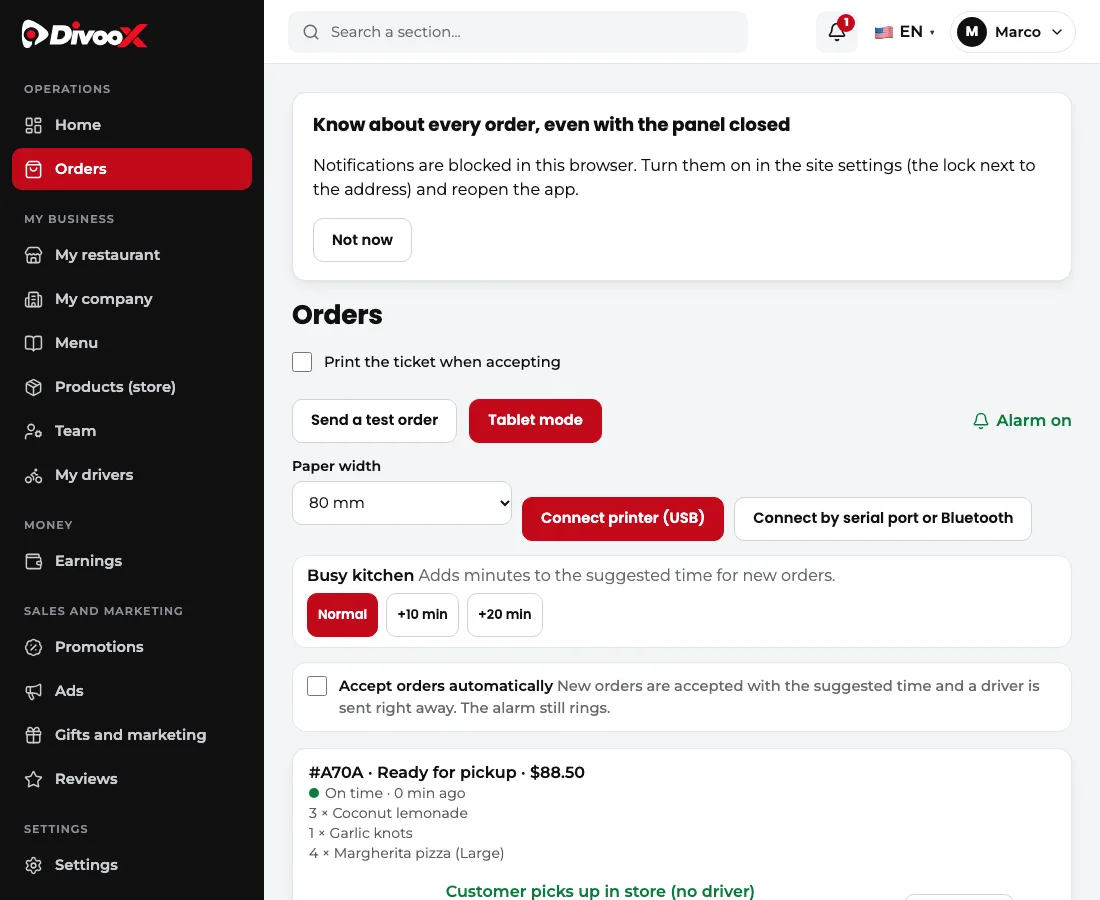 DivooX
OPERATIONS
Home
Orders
MY BUSINESS
My restaurant
My company
Menu
Products (store)
Team
My drivers
MONEY
Earnings
SALES AND MARKETING
Promotions
Ads
Gifts and marketing
Reviews
SETTINGS
Settings
Search a section...
1
EN
M
Marco
Know about every order, even with the panel closed
Notifications are blocked in this browser. Turn them on in the site settings (the lock next to
the address) and reopen the app.
Not now
Orders
Print the ticket when accepting
Send a test order
Tablet mode
Alarm on
Paper width
80 mm
Connect printer (USB)
Connect by serial port or Bluetooth
Busy kitchen Adds minutes to the suggested time for new orders.
Normal
+10 min
+20 min
Accept orders automatically New orders are accepted with the suggested time and a driver is
sent right away. The alarm still rings.
#A70A · Ready for pickup · $88.50
On time · 0 min ago
3 × Coconut lemonade
1 × Garlic knots
4 × Margherita pizza (Large)
Customer picks up in store (no driver)